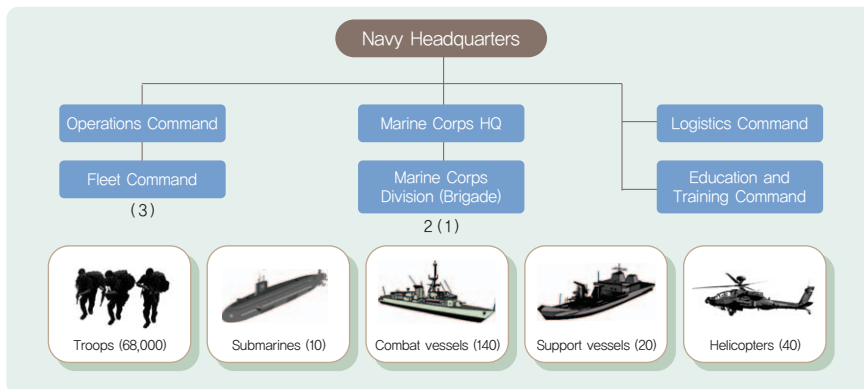 Navy Headquarters
Operations Command
Marine Corps HQ
Logistics Command
Fleet Command
(3)
Marine Corps
Division (Brigade)
2 (1)
Education and
Training Command
Troops (68,000)
Submarines (10)
Combat vessels (140)
Support vessels (20)
Helicopters (40)